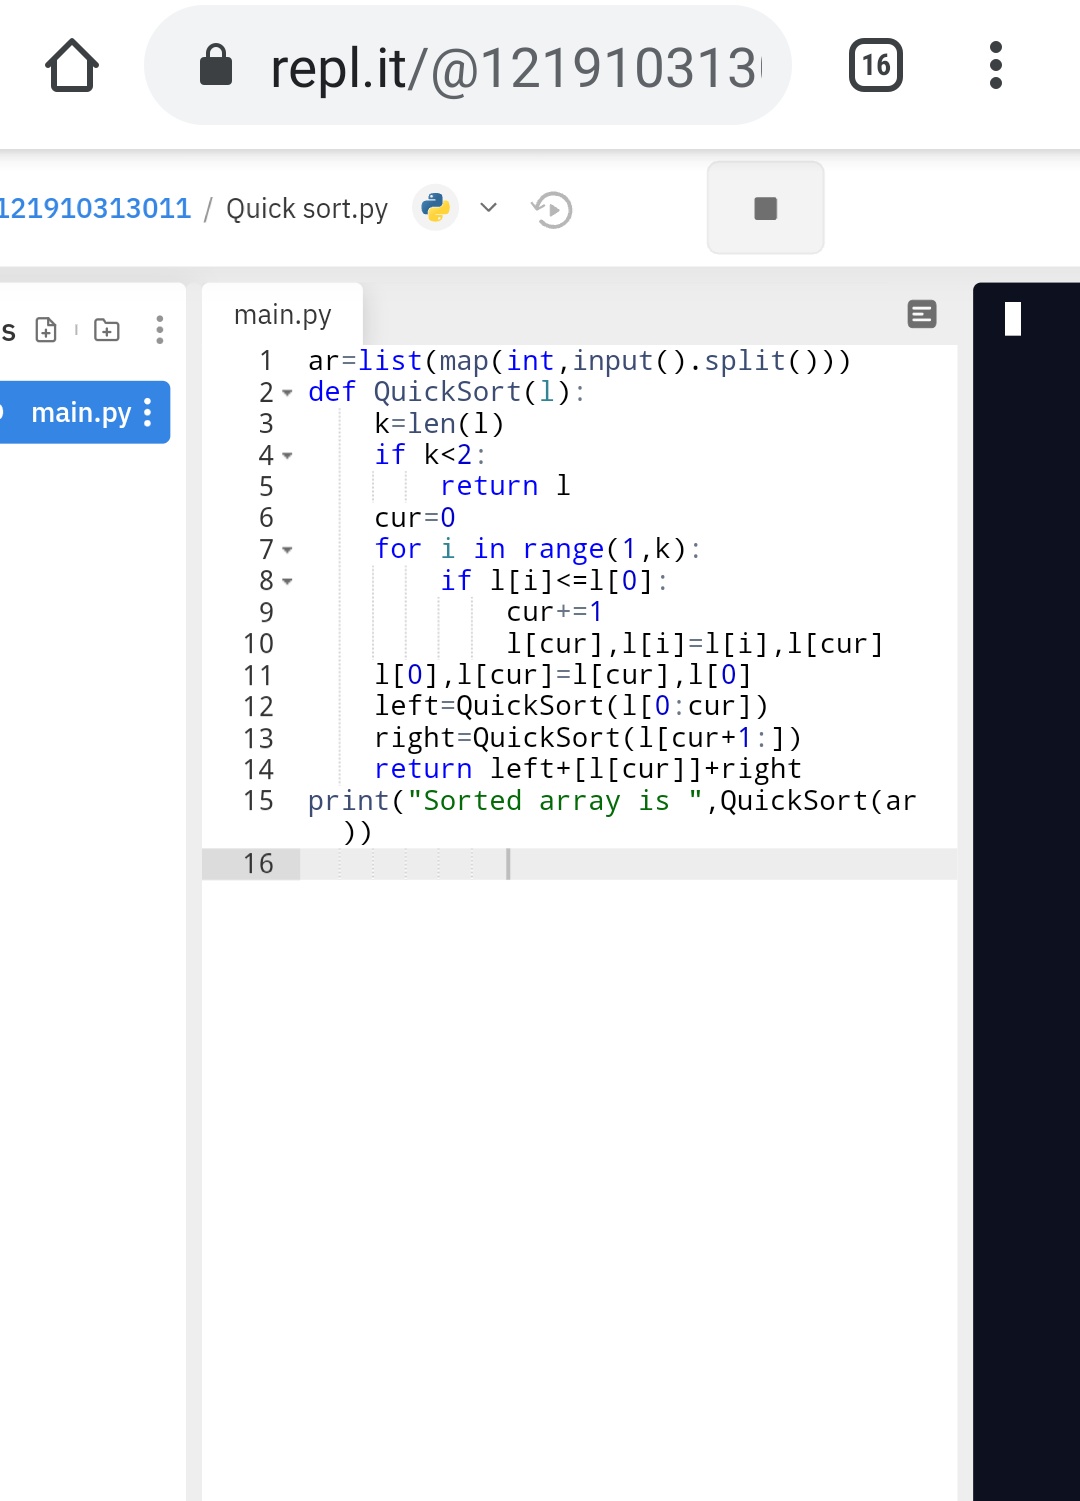 repl.it/@121910313
16
121910313011 / Quick sort.py
s
main.py
main.py
1 ar=list(map(int,input().split()))
2 def QuickSort(l):
3     k=len(l)
4     if k<2:
5         return l
6     cur=0
7     for i in range(1,k):
8         if l[i]<=l[0]:
9             cur+=1
10             l[cur],l[i]=l[i],l[cur]
11     l[0],l[cur]=l[cur],l[0]
12     left=QuickSort(l[0:cur])
13     right=QuickSort(l[cur+1:])
14     return left+[l[cur]]+right
15 print("Sorted array is ",QuickSort(ar
))
16